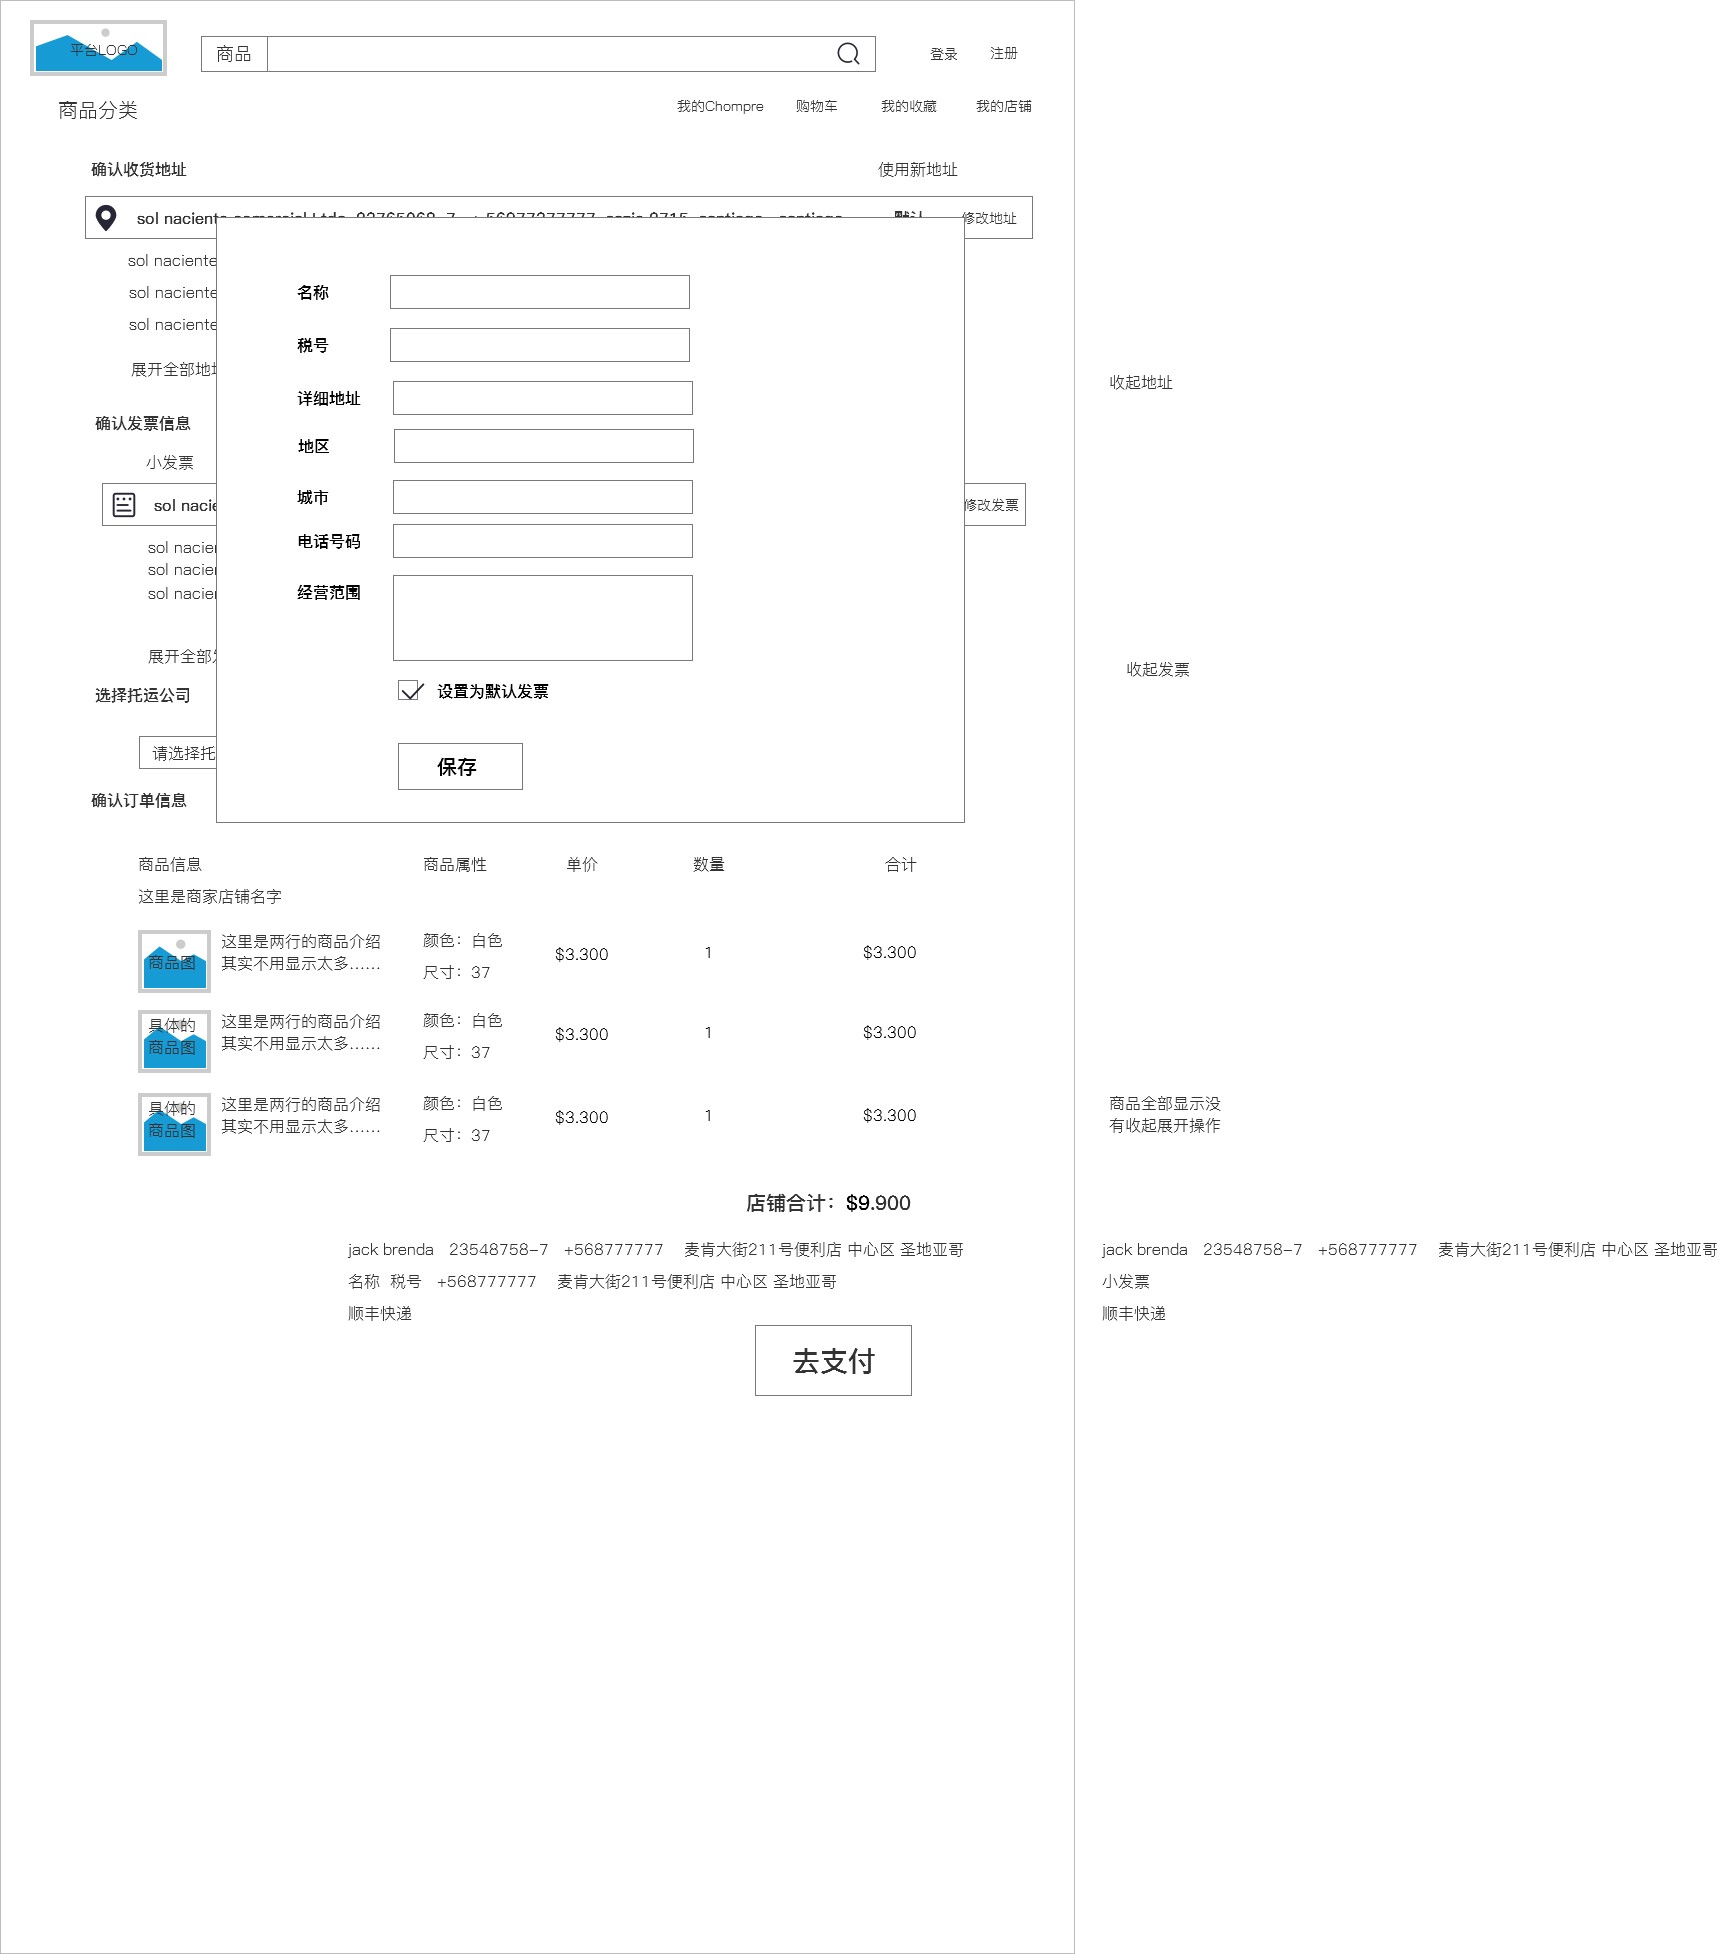 平台LOGO
商品
登录
注册
商品分类
我的Chompre
购物车
我的收藏
我的店铺
确认收货地址
使用新地址
sol naciente comercial Ltda
默认
修改地址
sol naciente
sol naciente
sol naciente
展开全部地址
收起地址
确认发票信息
小发票
sol nacie
修改发票
sol nacien
sol nacien
sol nacien
展开全部发
收起发票
选择托运公司
请选择托
确认订单信息
名称
税号
详细地址
地区
城市
电话号码
经营范围
设置为默认发票
保存
商品信息 商品属性 单价 数量 合计
这里是商家店铺名字
商品图
这里是两行的商品介绍
其实不用显示太多......
颜色：白色
尺寸：37
$3.300
1
$3.300
具体的
商品图
这里是两行的商品介绍
其实不用显示太多......
颜色：白色
尺寸：37
$3.300
1
$3.300
具体的
商品图
这里是两行的商品介绍
其实不用显示太多......
颜色：白色
尺寸：37
$3.300
1
$3.300
商品全部显示没
有收起展开操作
店铺合计：$9.900
jack brenda 23548758-7 +568777777 麦肯大街211号便利店 中心区 圣地亚哥
名称 税号 +568777777 麦肯大街211号便利店 中心区 圣地亚哥
顺丰快递
jack brenda 23548758-7 +568777777 麦肯大街211号便利店 中心区 圣地亚哥
小发票
顺丰快递
去支付